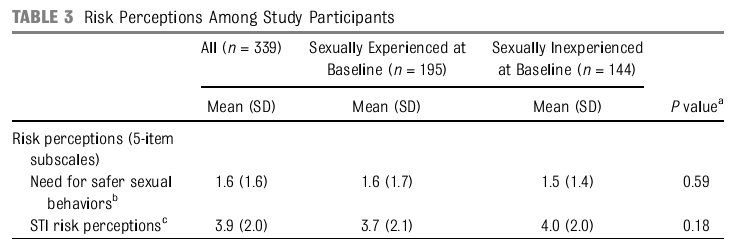 TABLE 3 Risk Perceptions Among Study Participants
All (n = 339) Sexually Experienced at Baseline (n = 195) Sexually Inexperienced at Baseline (n = 144)
Mean (SD) Mean (SD) Mean (SD) P valueᵃ
Risk perceptions (5-item
subscales)
Need for safer sexual 1.6 (1.6) 1.6 (1.7) 1.5 (1.4) 0.59
behaviorsᵇ
STI risk perceptionsᶜ 3.9 (2.0) 3.7 (2.1) 4.0 (2.0) 0.18